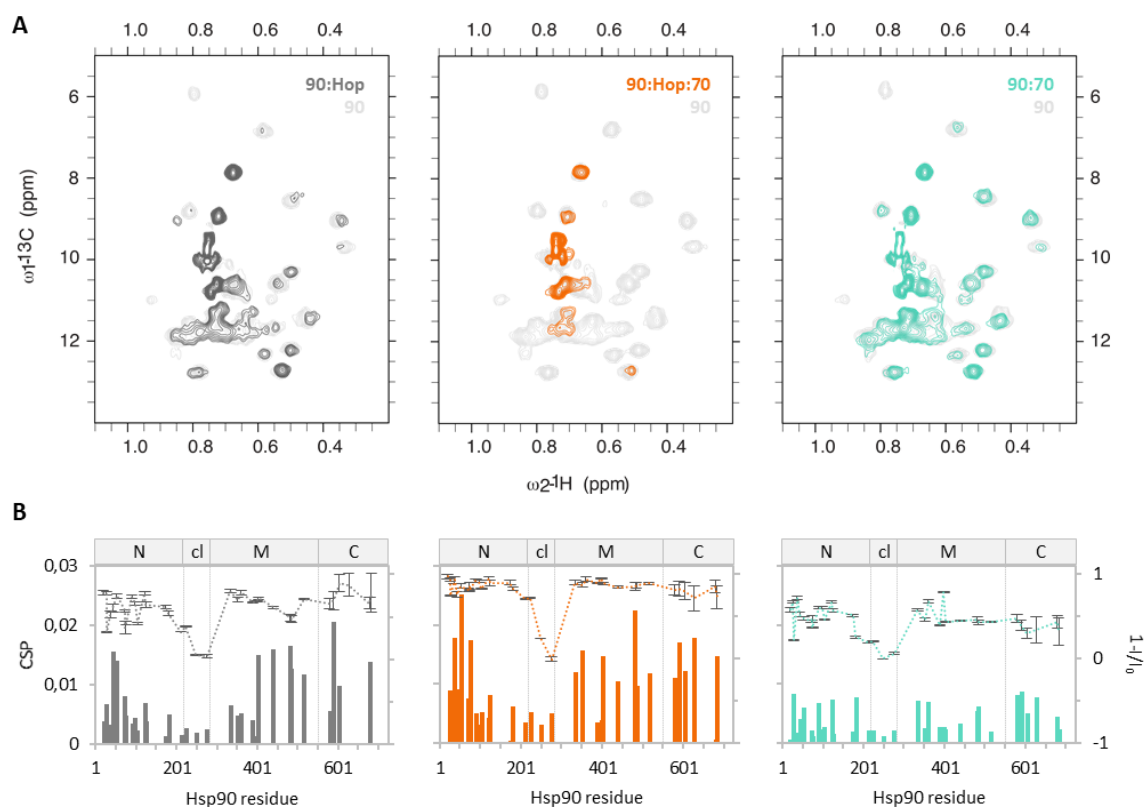 A
1.0 0.8 0.6 0.4
1.0 0.8 0.6 0.4
1.0 0.8 0.6 0.4
90:Hop
90
90:Hop:70
90
90:70
90
6
8
10
12
ω1-13C (ppm)
6
8
10
12
1.0 0.8 0.6 0.4
1.0 0.8 0.6 0.4
1.0 0.8 0.6 0.4
ω2-1H (ppm)
B
N cl M C
N cl M C
N cl M C
0,03
0,02
0,01
0
CSP
1
0
-1
1-I/I0
1 201 401 601
1 201 401 601
1 201 401 601
Hsp90 residue
Hsp90 residue
Hsp90 residue